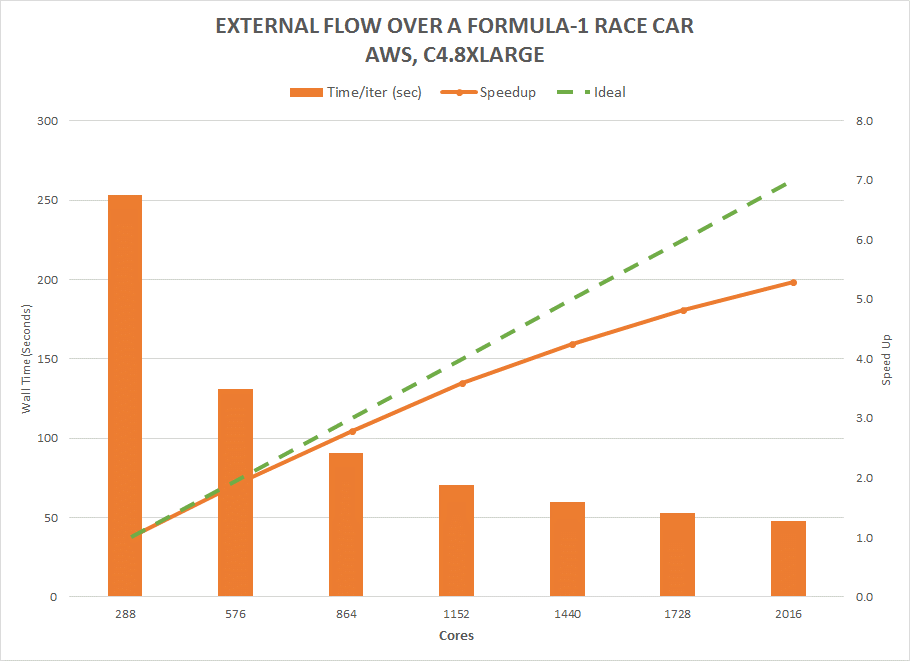 EXTERNAL FLOW OVER A FORMULA-1 RACE CAR
AWS, C4.8XLARGE
Time/iter (sec) Speedup Ideal
300 8.0
250 7.0
200 6.0
150 5.0
100 4.0
50 3.0
0 2.0
1.0
0.0
Wall Time(Seconds)
Speed Up
288 576 864 1152 1440 1728 2016
Cores